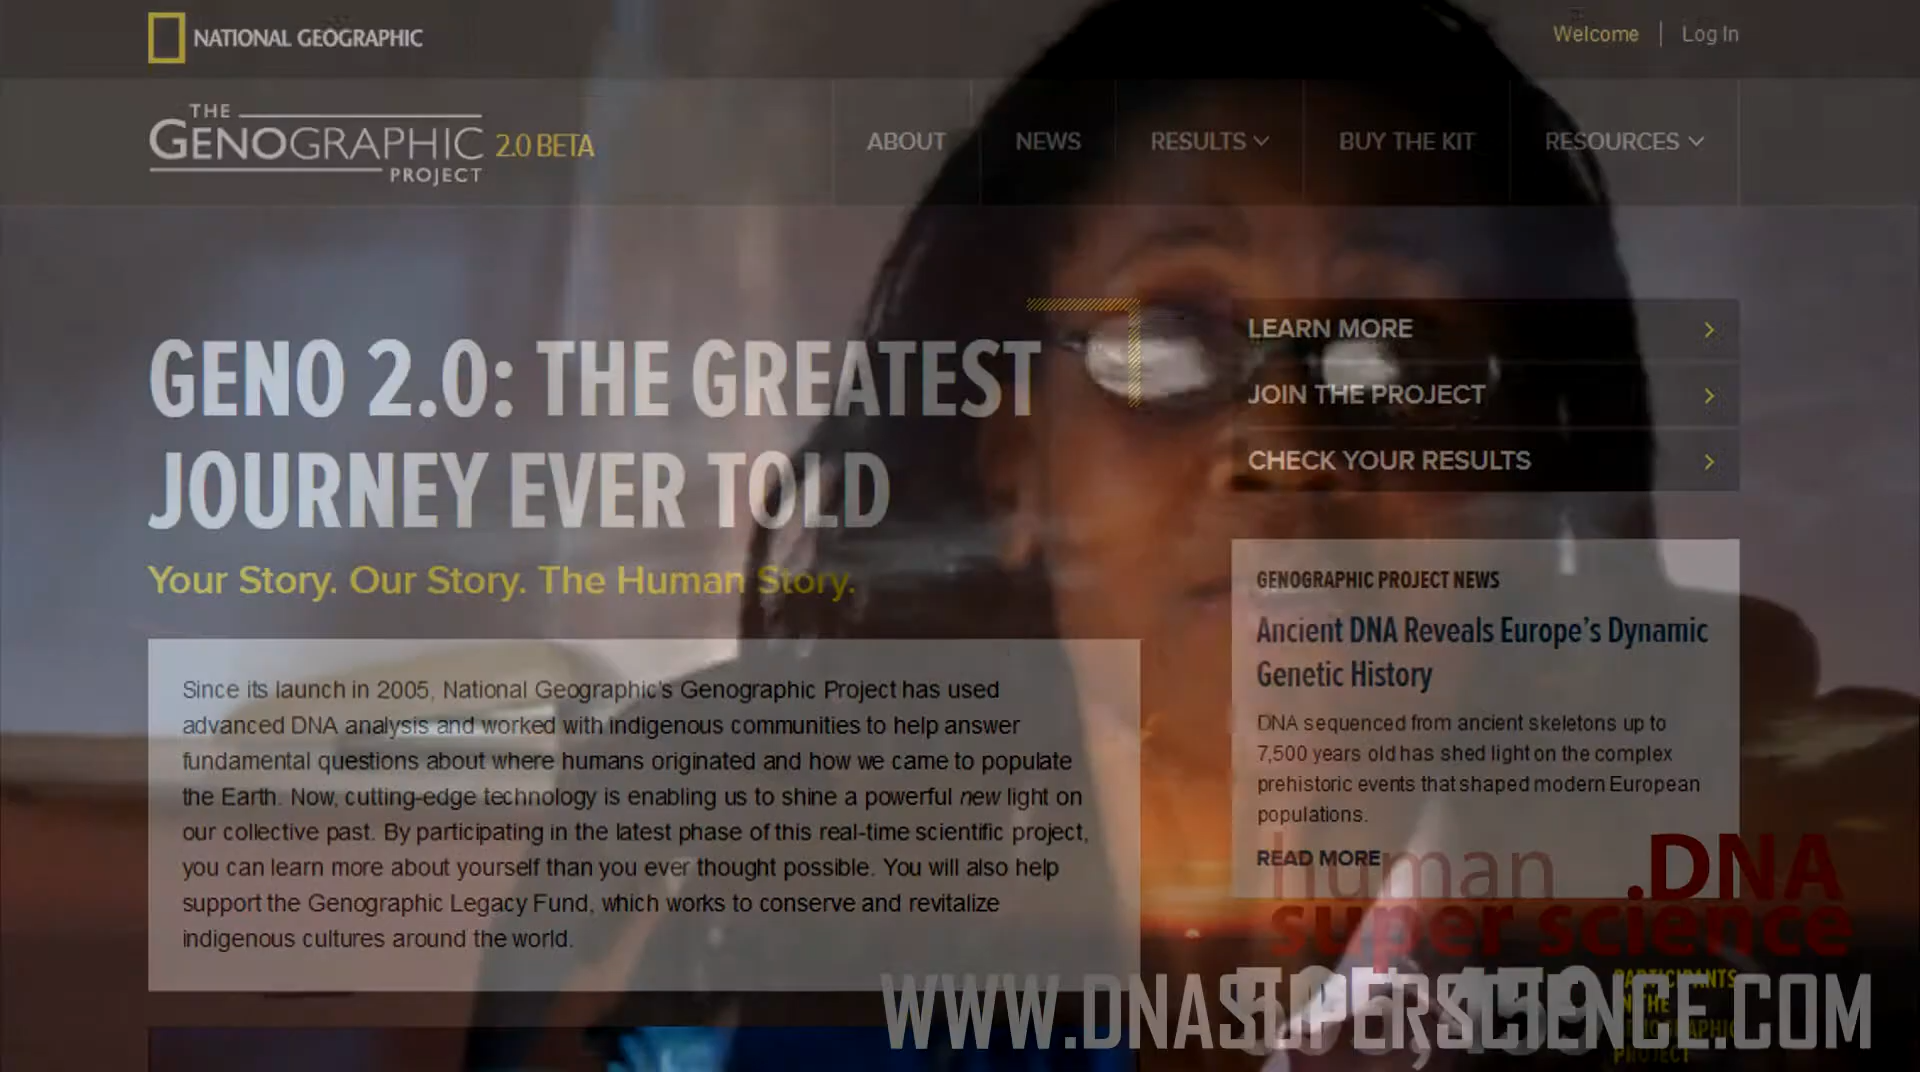 NATIONAL GEOGRAPHIC
Welcome | Log In
THE
GENOGRAPHIC
PROJECT
2.0 BETA
ABOUT
NEWS
RESULTS
BUY THE KIT
RESOURCES
GENO 2.0: THE GREATEST
JOURNEY EVER TOLD
Your Story. Our Story. The Human Story.
LEARN MORE
JOIN THE PROJECT
CHECK YOUR RESULTS
Since its launch in 2005, National Geographic's Genographic Project has used
advanced DNA analysis and worked with indigenous communities to help answer
fundamental questions about where humans originated and how we came to populate
the Earth. Now, cutting-edge technology is enabling us to shine a powerful new light on
our collective past. By participating in the latest phase of this real-time scientific project,
you can learn more about yourself than you ever thought possible. You will also help
support the Genographic Legacy Fund, which works to conserve and revitalize
indigenous cultures around the world.
GENOGRAPHIC PROJECT NEWS
Ancient DNA Reveals Europe's Dynamic
Genetic History
DNA sequenced from ancient skeletons up to
7,500 years old has shed light on the complex
prehistoric events that shaped modern European
populations.
READ MORE
human .DNA
super science
PARTICIPANTS
IN THE
GENOGRAPHIC
PROJECT
WWW.DNASUPERSCIENCE.COM